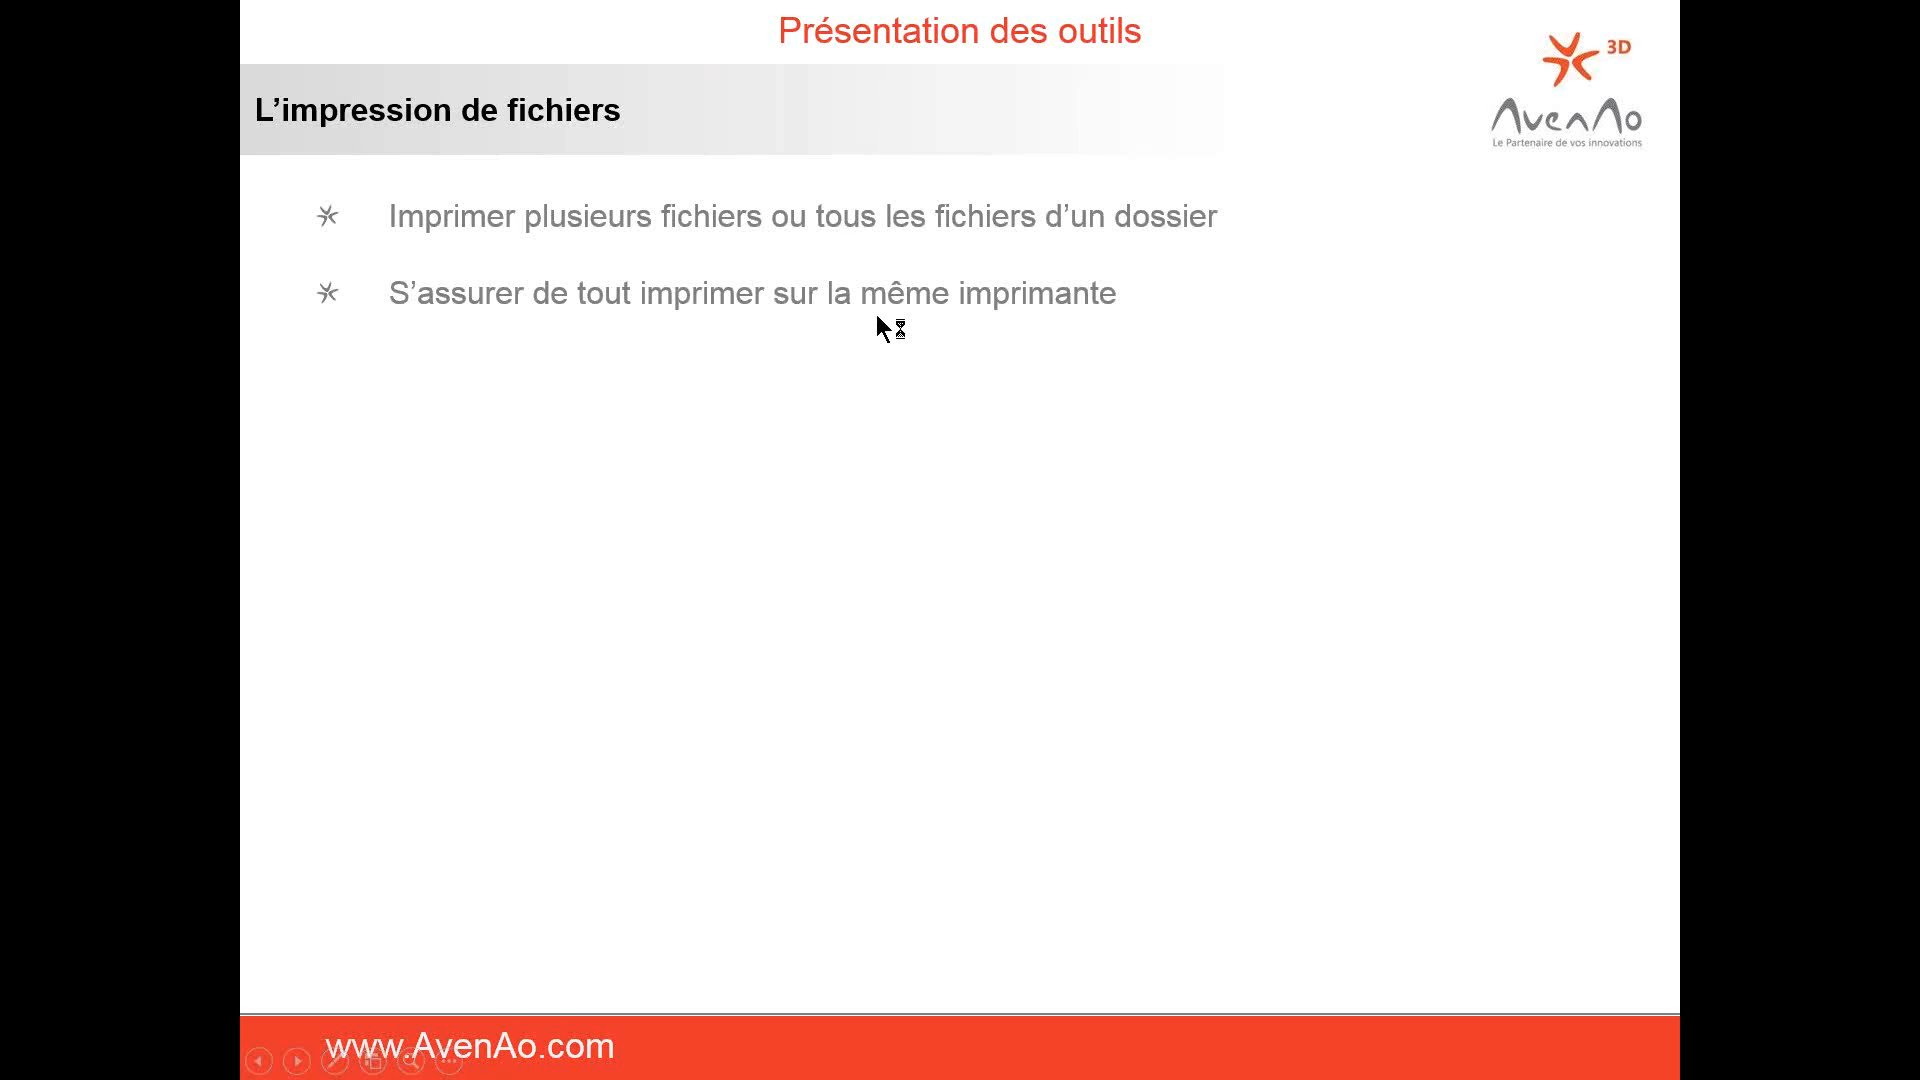 Présentation des outils
3D
L’impression de fichiers
AvenAo
Le Partenaire de vos innovations
Imprimer plusieurs fichiers ou tous les fichiers d’un dossier
S’assurer de tout imprimer sur la même imprimante
www.AvenAo.com